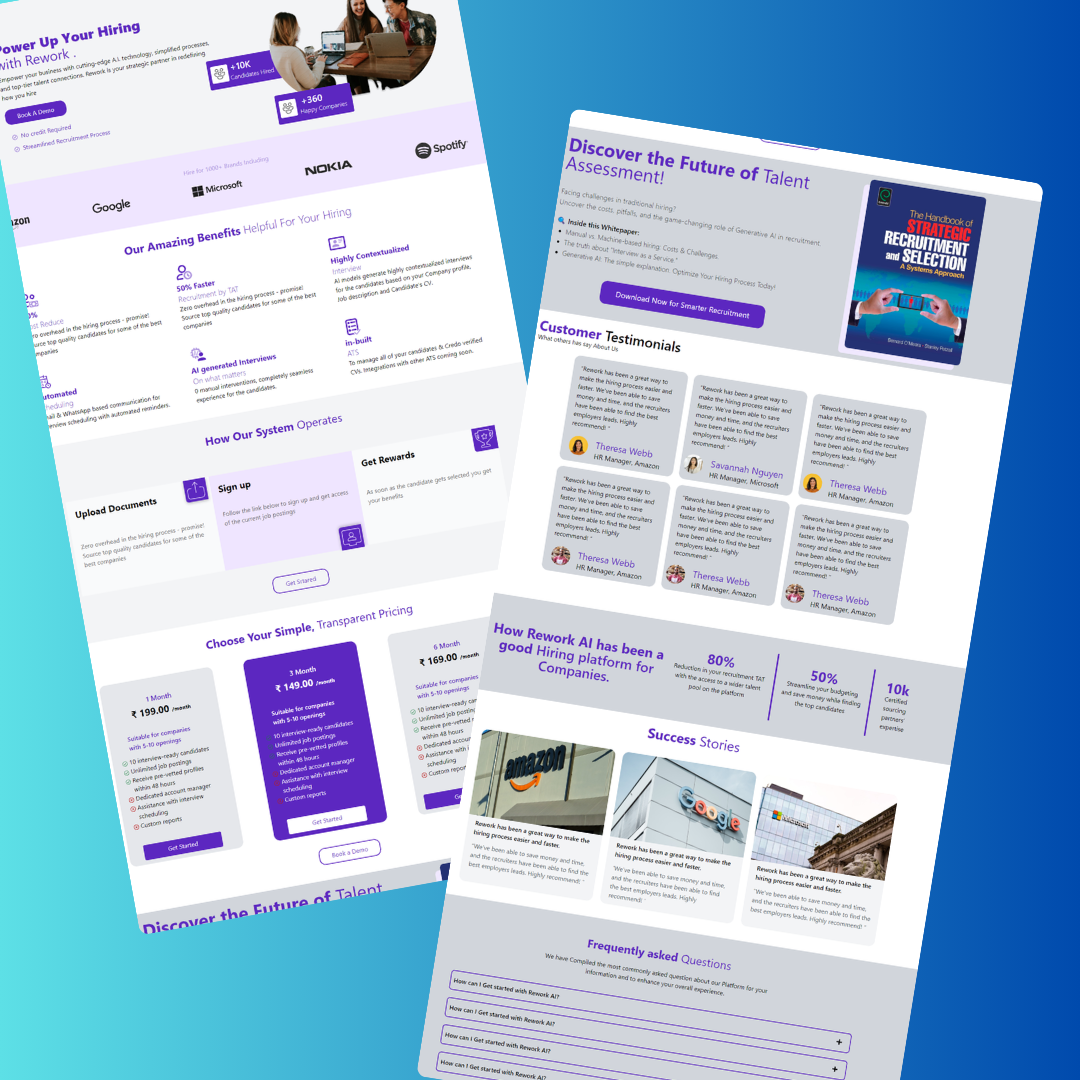 Power Up Your Hiring
with Rework .
Empower your business with cutting-edge A.I. technology, simplified processes,
and top-tier talent connections. Rework is your strategic partner in redefining
how you hire
Book A Demo
No credit Required
Streamlined Recruitment Process
+10K
Candidates Hired
+360
Happy Companies
Hire for 1000+ Brands Including
zon
Google
Microsoft
NOKIA
Spotify
Our Amazing Benefits Helpful For Your Hiring
0%
st Reduce
ro overhead in the hiring process - promise!
ource top quality candidates for some of the best
mpanies
50% Faster
Recruitment by TAT
Zero overhead in the hiring process - promise!
Source top quality candidates for some of the best
companies
Highly Contextualized
Interview
AI models generate highly contextualized interviews
for the candidates based on your Company profile,
Job description and Candidate's CV.
utomated
heduling
ail & WhatsApp based communication for
erview scheduling with automated reminders.
AI generated Interviews
On what matters
0 manual interventions, completely seamless
experience for the candidates.
in-built
ATS
To manage all of your candidates & Credo verified
CVs. Integrations with other ATS coming soon.
How Our System Operates
Upload Documents
Zero overhead in the hiring process - promise!
Source top quality candidates for some of the
best companies
Sign up
Follow the link below to sign up and get access
of the current job postings
Get Rewards
As soon as the candidate gets selected you get
your benefits
Get Started
Choose Your Simple, Transparent Pricing
1 Month
₹ 199.00 /month
Suitable for companies
with 5-10 openings
10 interview-ready candidates
Unlimited job postings
Receive pre-vetted profiles
within 48 hours
Dedicated account manager
Assistance with interview
scheduling
Custom reports
Get Started
3 Month
₹ 149.00 /month
Suitable for companies
with 5-10 openings
10 interview-ready candidates
Unlimited job postings
Receive pre-vetted profiles
within 48 hours
Dedicated account manager
Assistance with interview
scheduling
Custom reports
Get Started
6 Month
₹ 169.00 /month
Suitable for companies
with 5-10 openings
10 interview-ready ca
Unlimited job posting
Receive pre-vetted p
within 48 hours
Dedicated accou
Assistance with i
scheduling
Custom repor
Ge
Book a Demo
Discover the Future of Talent
Discover the Future of Talent
Assessment!
Facing challenges in traditional hiring?
Uncover the costs, pitfalls, and the game-changing role of Generative AI in recruitment.
Inside this Whitepaper:
Manual vs. Machine-based hiring: Costs & Challenges.
The truth about "Interview as a Service."
Generative AI: The simple explanation. Optimize Your Hiring Process Today!
Download Now for Smarter Recruitment
The Handbook of
STRATEGIC
RECRUITMENT
and SELECTION
A Systems Approach
Bernard O'Meara · Stanley Petzall
Customer Testimonials
What others has say About Us
"Rework has been a great way to
make the hiring process easier and
faster. We've been able to save
money and time, and the recruiters
have been able to find the best
employers leads. Highly
recommend! "
Theresa Webb
HR Manager, Amazon
"Rework has been a great way to
make the hiring process easier and
faster. We've been able to save
money and time, and the recruiters
have been able to find the best
employers leads. Highly
recommend! "
Savannah Nguyen
HR Manager, Microsoft
"Rework has been a great way to
make the hiring process easier and
faster. We've been able to save
money and time, and the recruiters
have been able to find the best
employers leads. Highly
recommend! "
Theresa Webb
HR Manager, Amazon
"Rework has been a great way to
make the hiring process easier and
faster. We've been able to save
money and time, and the recruiters
have been able to find the best
employers leads. Highly
recommend! "
Theresa Webb
HR Manager, Amazon
"Rework has been a great way to
make the hiring process easier and
faster. We've been able to save
money and time, and the recruiters
have been able to find the best
employers leads. Highly
recommend! "
Theresa Webb
HR Manager, Amazon
"Rework has been a great way to
make the hiring process easier and
faster. We've been able to save
money and time, and the recruiters
have been able to find the best
employers leads. Highly
recommend! "
Theresa Webb
HR Manager, Amazon
How Rework AI has been a
good Hiring platform for
Companies.
80%
Reduction in your recruitment TAT
with the access to a wider talent
pool on the platform
50%
Streamline your budgeting
and save money while finding
the top candidates
10k
Certified
sourcing
partners'
expertise
Success Stories
amazon
Rework has been a great way to make the
hiring process easier and faster.
"We've been able to save money and time,
and the recruiters have been able to find the
best employers leads. Highly recommend! "
Google
Rework has been a great way to make the
hiring process easier and faster.
"We've been able to save money and time,
and the recruiters have been able to find
the best employers leads. Highly
recommend! "
Microsoft
Rework has been a great way to make the
hiring process easier and faster.
"We've been able to save money and time,
and the recruiters have been able to find the
best employers leads. Highly recommend! "
Frequently asked Questions
We have Compiled the most commonly asked question about our Platform for your
information and to enhance your overall experience.
How can I Get started with Rework AI?
+
How can I Get started with Rework AI?
+
How can I Get started with Rework AI?
How can I Get started with Rework AI?